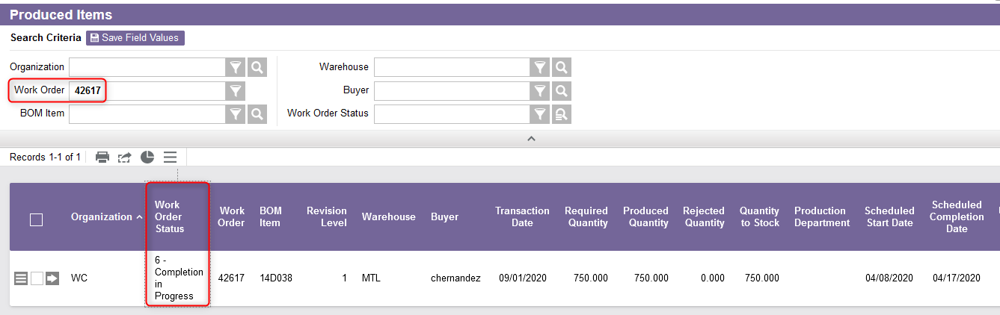 Produced Items
Search Criteria Save Field Values
Organization
Warehouse
Work Order 42617
Buyer
BOM Item
Work Order Status
Records 1-1 of 1
Organization
Work
Order
Status
Work
Order
BOM
Item
Revision
Level
Warehouse
Buyer
Transaction
Date
Required
Quantity
Produced
Quantity
Rejected
Quantity
Quantity
to Stock
Production
Department
Scheduled
Start Date
Scheduled
Completion
Date
WC
6 -
Completion
in
Progress
42617
14D038
1
MTL
chernandez
09/01/2020
750.000
750.000
0.000
750.000
04/08/2020
04/17/2020